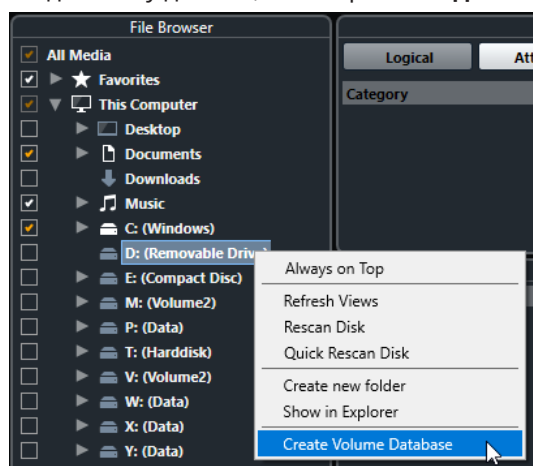 File Browser
All Media
Favorites
This Computer
Desktop
Documents
Downloads
Music
C: (Windows)
D: (Removable Drive)
E: (Compact Disc)
M: (Volume2)
P: (Data)
T: (Harddisk)
V: (Volume2)
W: (Data)
X: (Data)
Y: (Data)
Logical
Att
Category
Always on Top
Refresh Views
Rescan Disk
Quick Rescan Disk
Create new folder
Show in Explorer
Create Volume Database